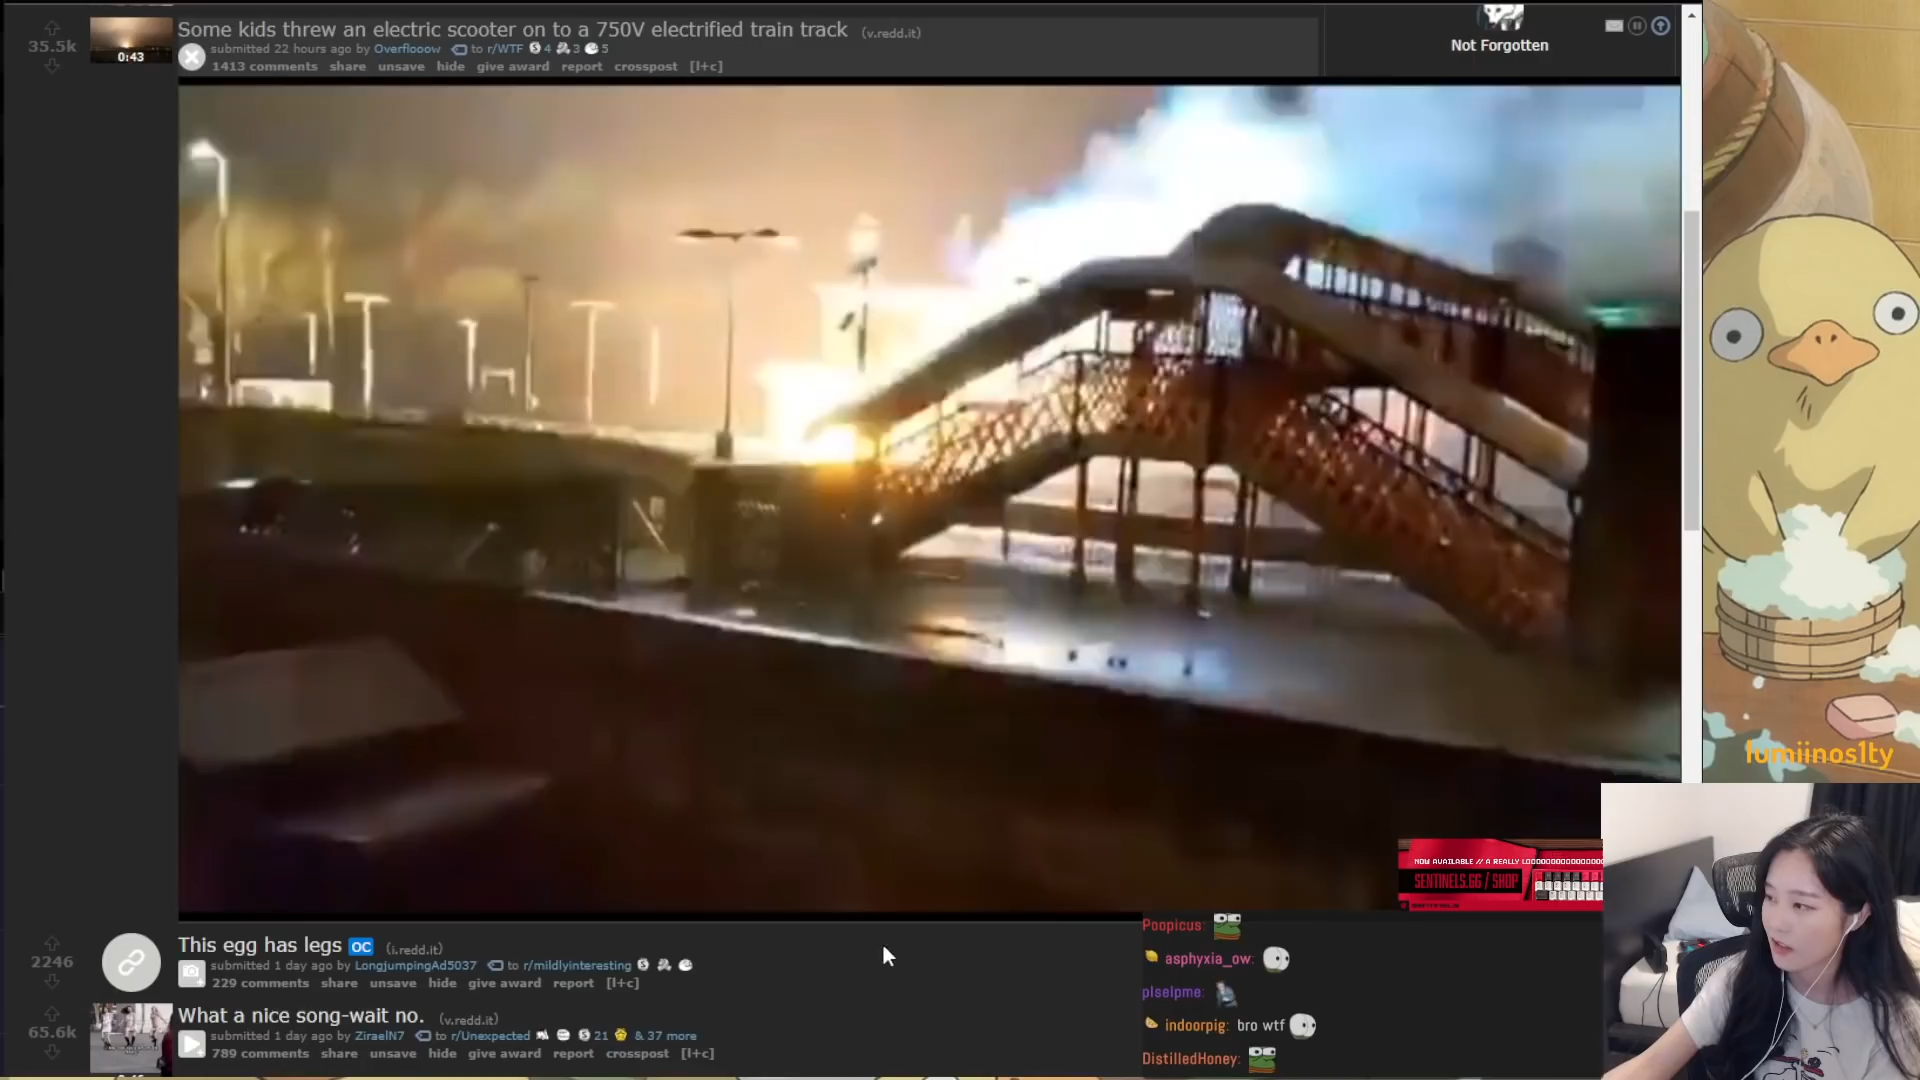 35.5k
0:43
Some kids threw an electric scooter on to a 750V electrified train track (v.redd.it)
submitted 22 hours ago by Overflooow to r/WTF 4 3 5
1413 comments share unsave hide give award report crosspost [l+c]
Not Forgotten
lumiinos1ty
NOW AVAILABLE // A REALLY LOOOOOOOOOOOOOO
SENTINELS.GG / SHOP
2246
This egg has legs OC (i.redd.it)
submitted 1 day ago by LongjumpingAd5037 to r/mildlyinteresting
229 comments share unsave hide give award report [l+c]
65.6k
What a nice song-wait no. (v.redd.it)
submitted 1 day ago by ZiraelN7 to r/Unexpected 21 & 37 more
789 comments share unsave hide give award report crosspost [l+c]
Poopicus:
asphyxia_ow:
plselpme:
indoorpig: bro wtf
DistilledHoney: